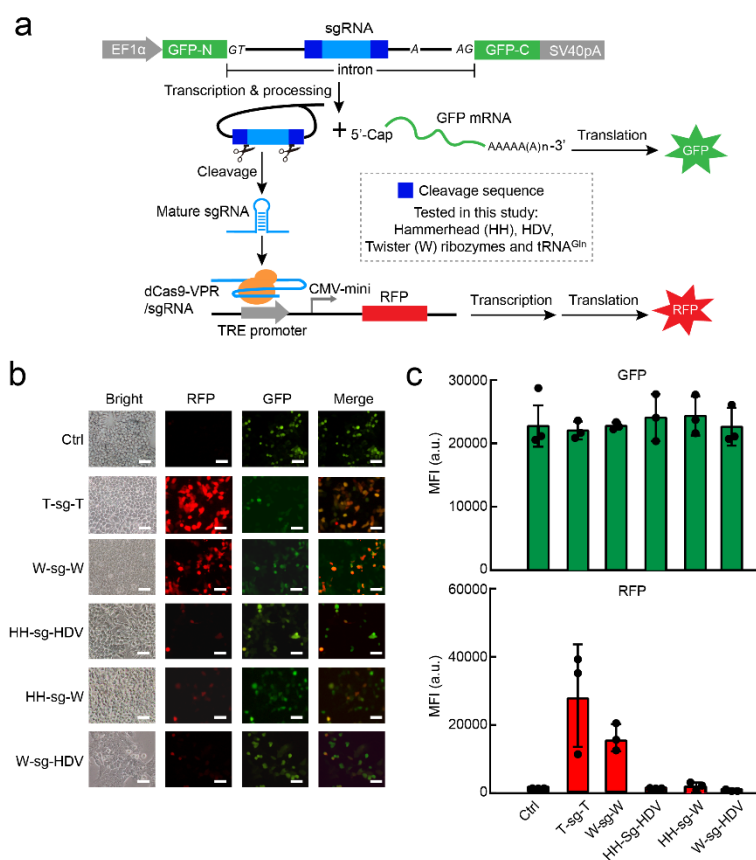 a
sgRNA
EF1α GFP-N GT A AG GFP-C SV40pA
intron
Transcription & processing
+ 5'-Cap GFP mRNA AAAAA(A)n-3' Translation GFP
Cleavage
Mature sgRNA
Cleavage sequence
Tested in this study:
Hammerhead (HH), HDV,
Twister (W) ribozymes and tRNAGln
dCas9-VPR
/sgRNA
CMV-mini
RFP
TRE promoter
Transcription Translation RFP
b
Bright RFP GFP Merge
Ctrl
T-sg-T
W-sg-W
HH-sg-HDV
HH-sg-W
W-sg-HDV
c
GFP
30000
20000
10000
0
MFI (a.u.)
RFP
60000
40000
20000
0
MFI (a.u.)
Ctrl
T-sg-T
W-sg-W
HH-Sg-HDV
HH-sg-W
W-sg-HDV